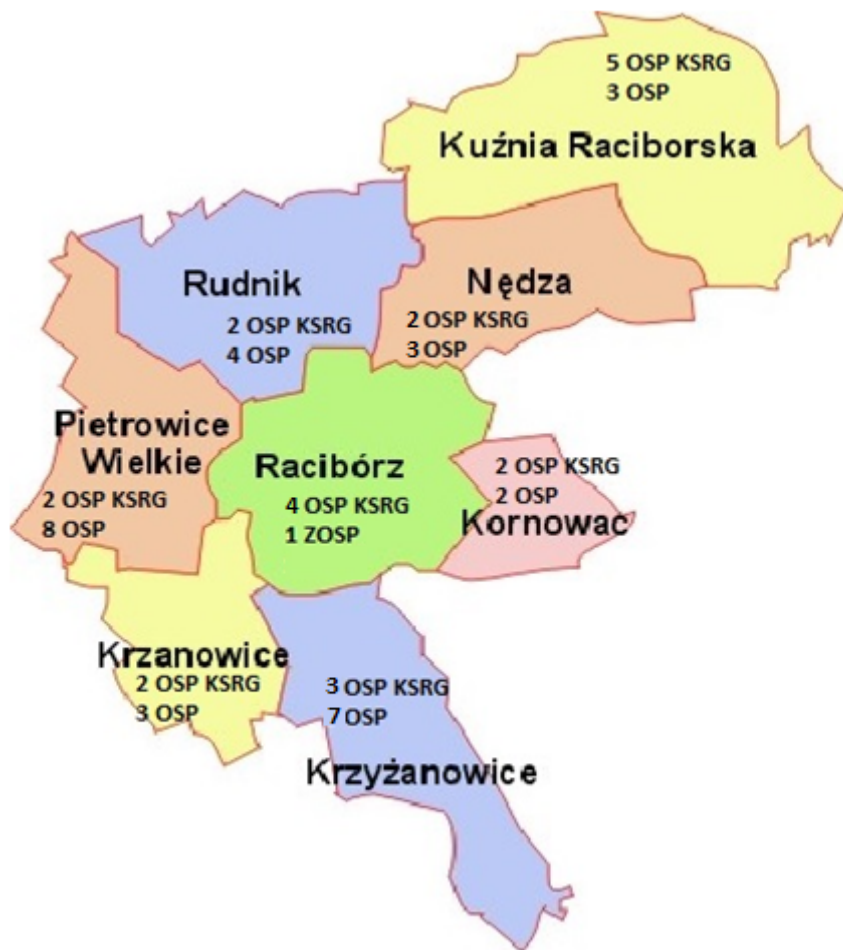 5 OSP KSRG
3 OSP
Kuźnia Raciborska
Rudnik
2 OSP KSRG
4 OSP
Nędza
2 OSP KSRG
3 OSP
Pietrowice
Wielkie
2 OSP KSRG
8 OSP
Racibórz
4 OSP KSRG
1 ZOSP
2 OSP KSRG
2 OSP
Kornowac
Krzanowice
2 OSP KSRG
3 OSP
3 OSP KSRG
7 OSP
Krzyżanowice